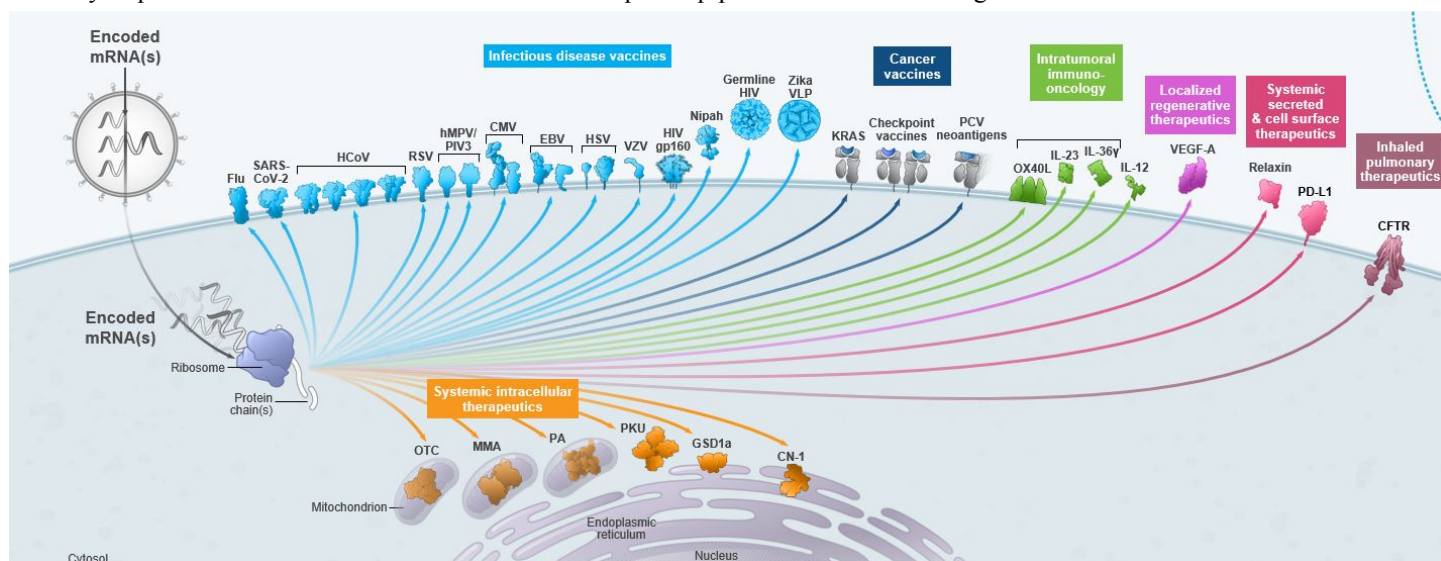 Encoded
mRNA(s)
Infectious disease vaccines
Cancer
vaccines
Intratumoral
immuno-
oncology
Localized
regenerative
therapeutics
Systemic
secreted
& cell surface
therapeutics
Inhaled
pulmonary
therapeutics
Flu
SARS-
CoV-2
HCoV
RSV
hMPV/
PIV3
CMV
EBV
HSV
VZV
HIV
gp160
Nipah
Germline
HIV
Zika
VLP
KRAS
Checkpoint
vaccines
PCV
neoantigens
OX40L
IL-23
IL-36γ
IL-12
VEGF-A
Relaxin
PD-L1
CFTR
Encoded
mRNA(s)
Ribosome
Protein
chain(s)
Systemic intracellular
therapeutics
OTC
MMA
PA
PKU
GSD1a
CN-1
Mitochondrion
Endoplasmic
reticulum
Nucleus
Cytosol